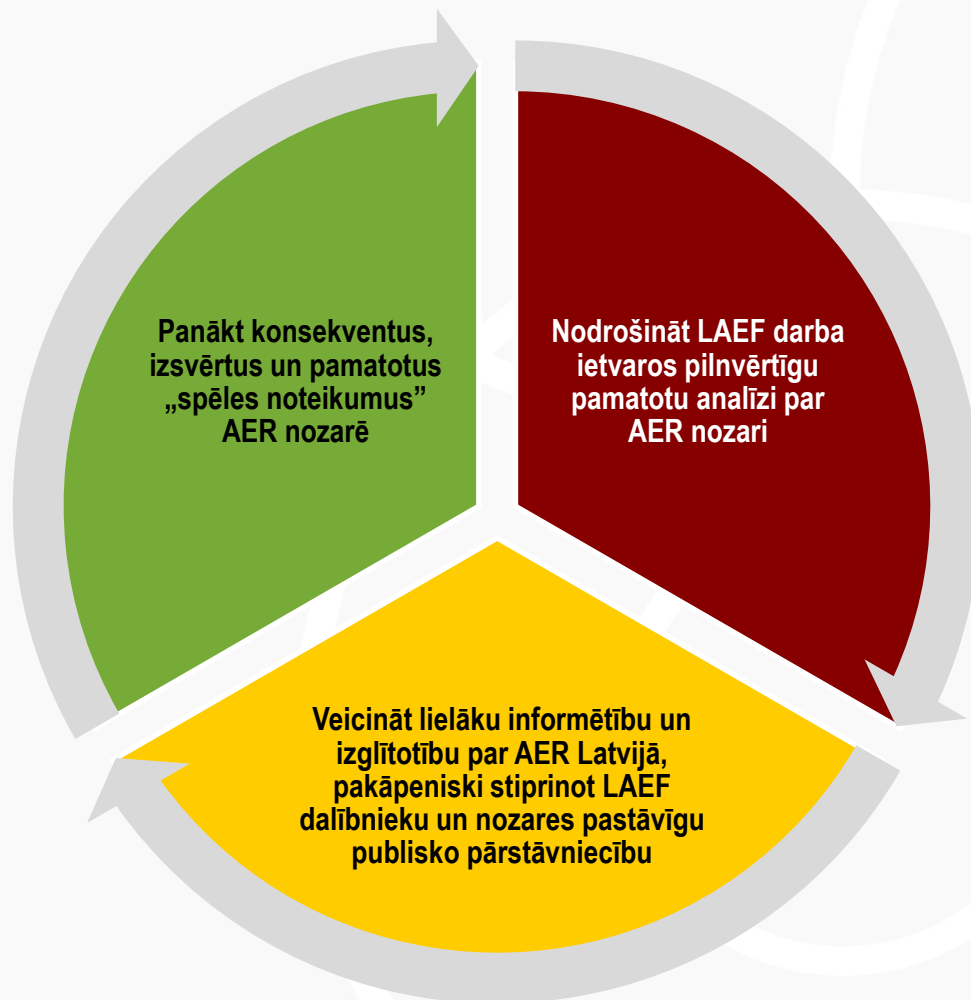 Panākt konsekventus,
izsvērtus un pamatotus
„spēles noteikumus”
AER nozarē
Nodrošināt LAEF darba
ietvaros pilnvērtīgu
pamatotu analīzi par
AER nozari
Veicināt lielāku informētību un
izglītotību par AER Latvijā,
pakāpeniski stiprinot LAEF
dalībnieku un nozares pastāvīgu
publisko pārstāvniecību